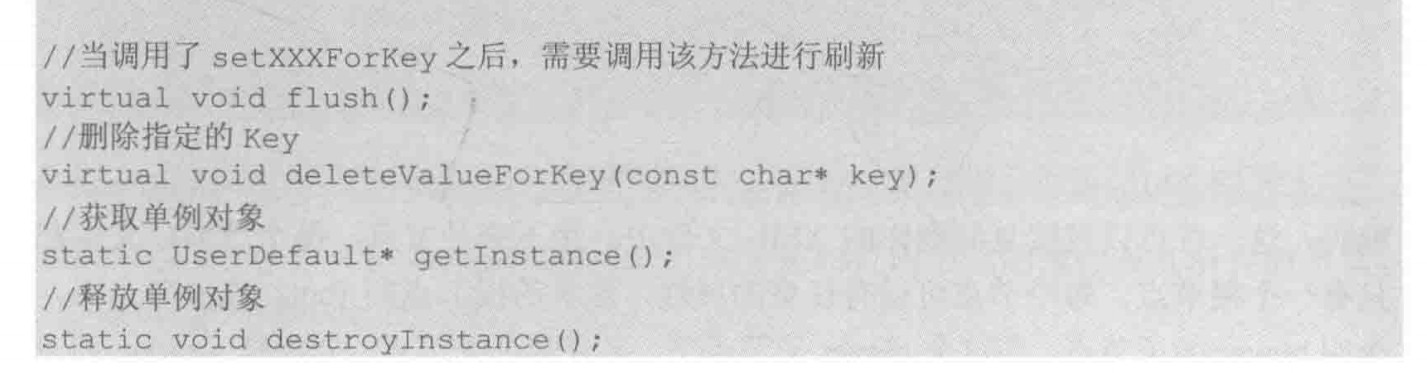 //当调用了 setXXXForKey 之后，需要调用该方法进行刷新
virtual void flush();
//删除指定的 Key
virtual void deleteValueForKey(const char* key);
//获取单例对象
static UserDefault* getInstance();
//释放单例对象
static void destroyInstance();